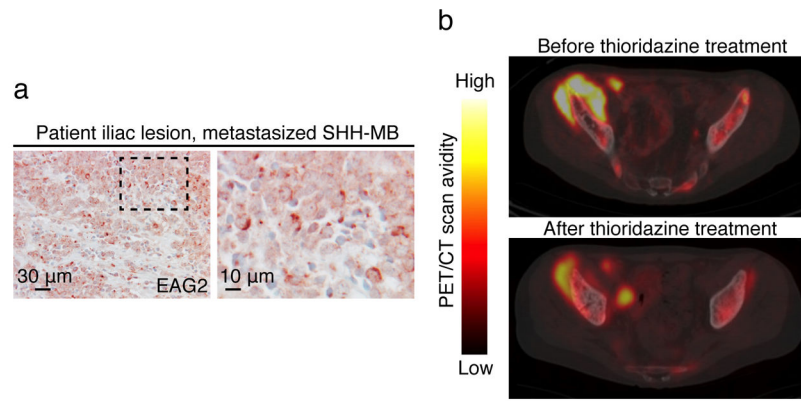 a
Patient iliac lesion, metastasized SHH-MB
30 µm
EAG2
10 µm
b
Before thioridazine treatment
High
PET/CT scan avidity
Low
After thioridazine treatment